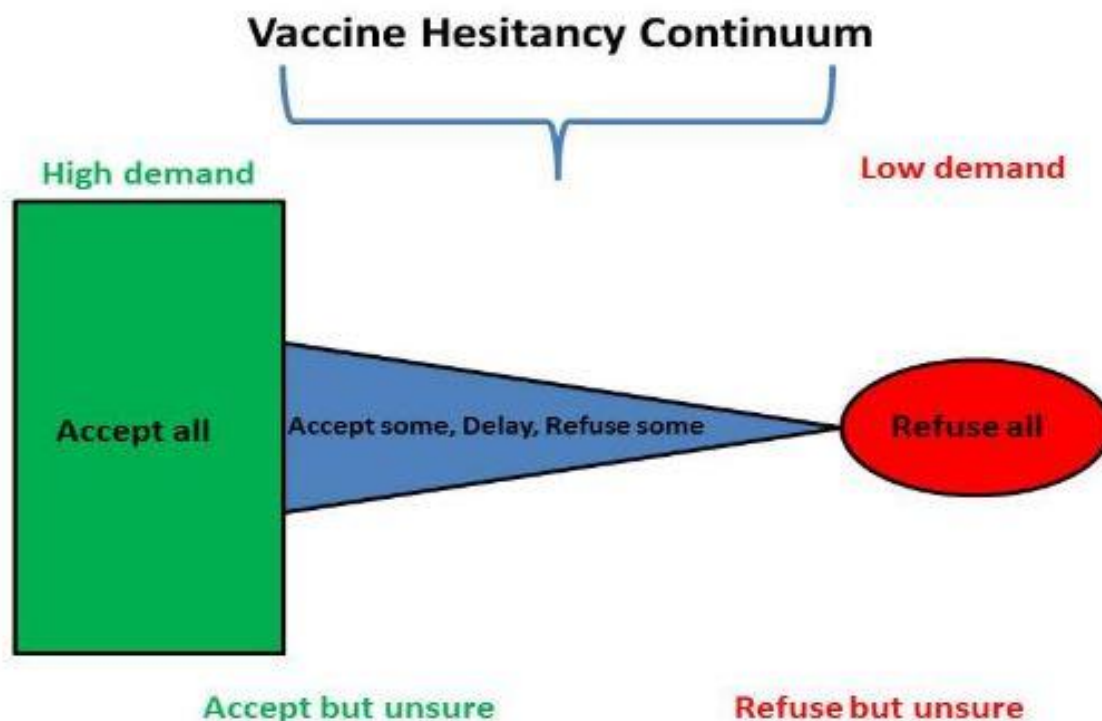 Vaccine Hesitancy Continuum
High demand
Low demand
Accept all
Accept some, Delay, Refuse some
Refuse all
Accept but unsure
Refuse but unsure